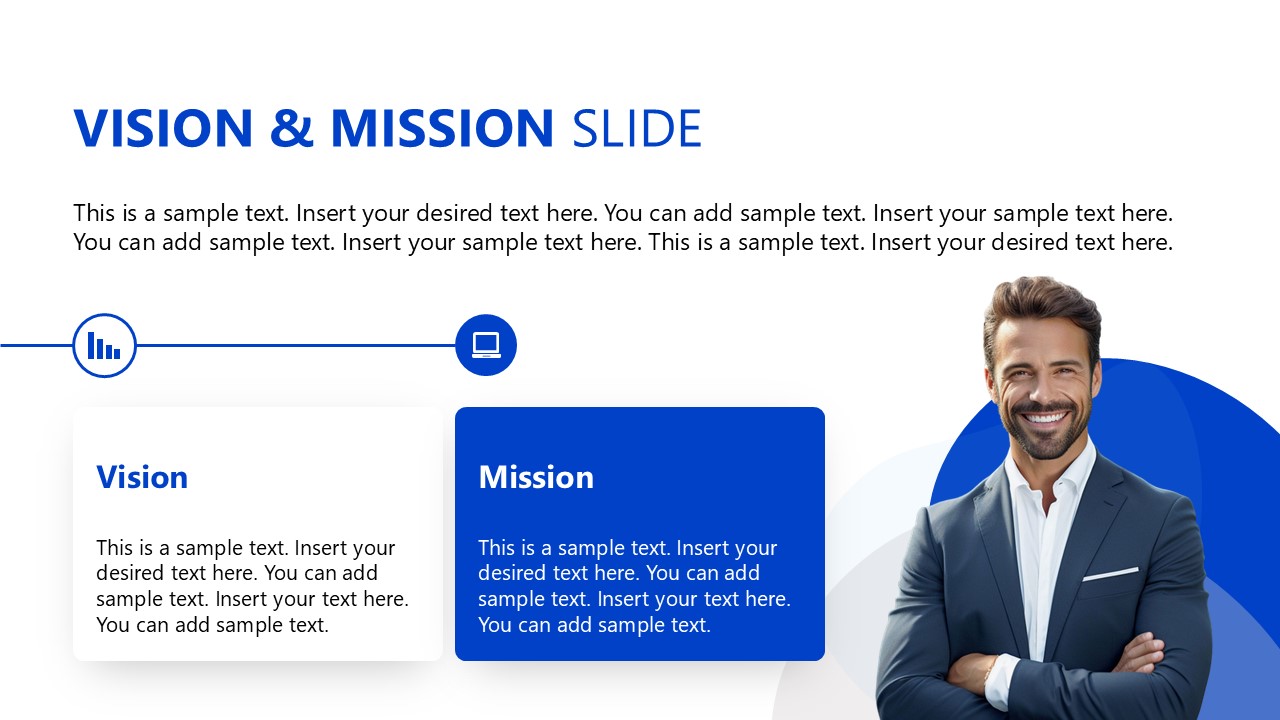 VISION & MISSION SLIDE
This is a sample text. Insert your desired text here. You can add sample text. Insert your sample text here.
You can add sample text. Insert your sample text here. This is a sample text. Insert your desired text here.
Vision
This is a sample text. Insert your
desired text here. You can add
sample text. Insert your text here.
You can add sample text.
Mission
This is a sample text. Insert your
desired text here. You can add
sample text. Insert your text here.
You can add sample text.